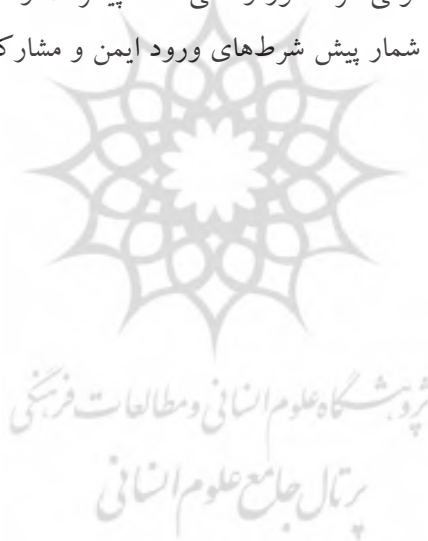 شمار پیش شرط‌های ورود ایمن و مشارک
پژوهشگاه علوم انسانی و مطالعات فرهنگی
پرتال جامع علوم انسانی